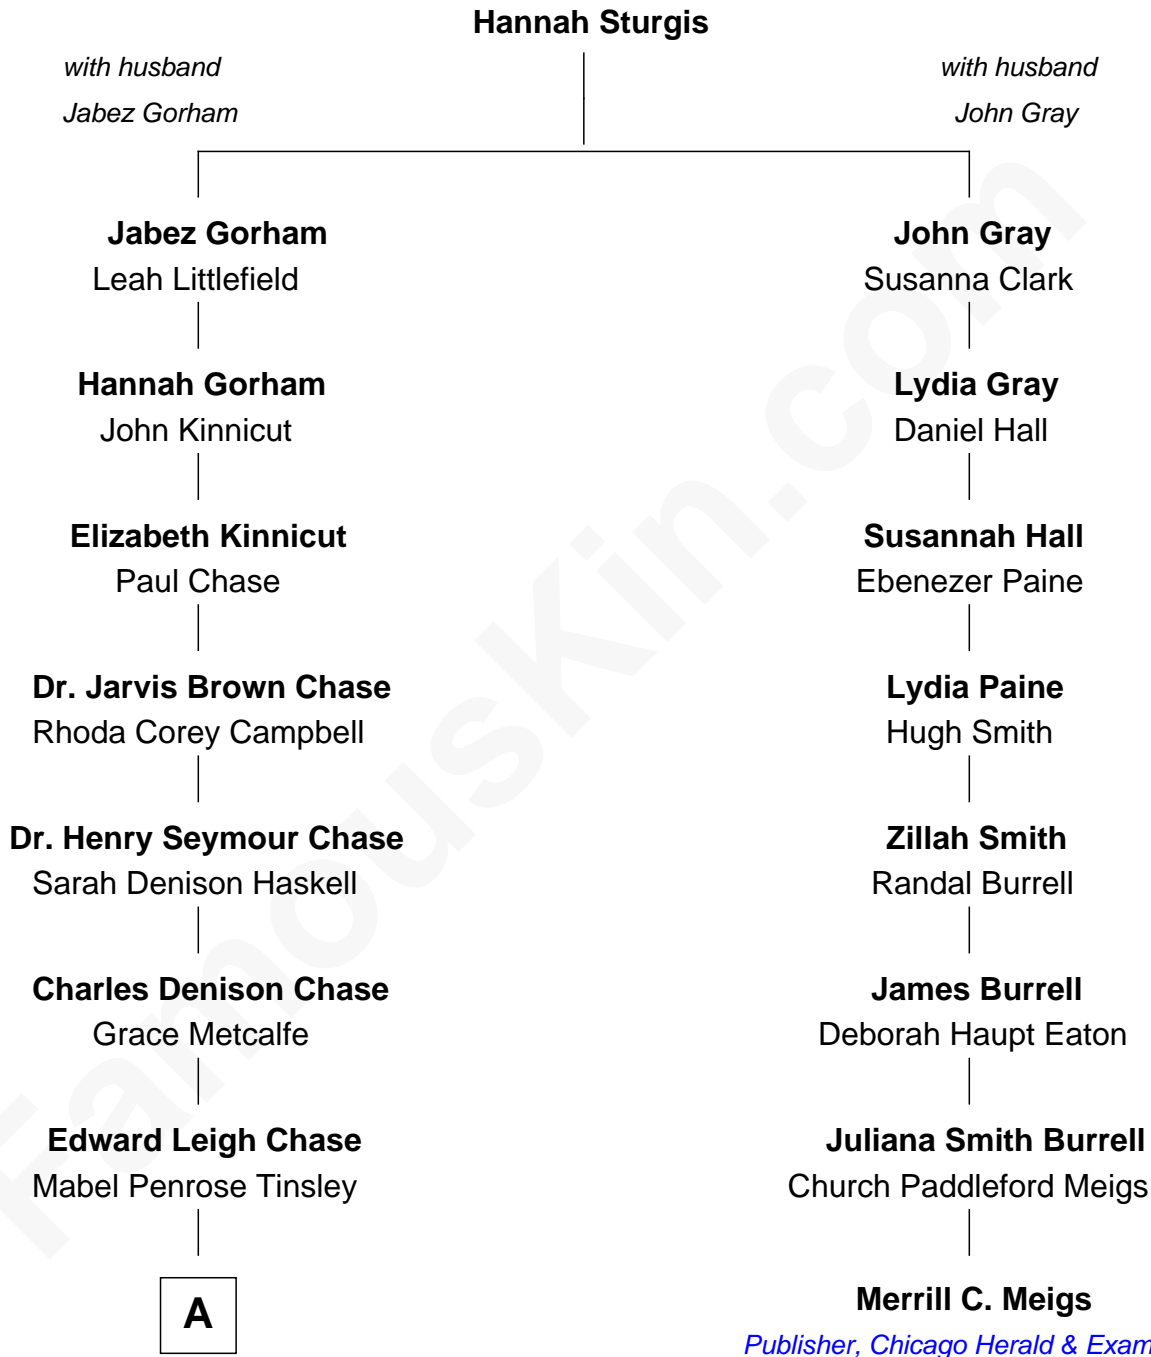 Hannah Sturgis
with husband
Jabez Gorham
with husband
John Gray
Jabez Gorham
Leah Littlefield
Hannah Gorham
John Kinnicut
Elizabeth Kinnicut
Paul Chase
Dr. Jarvis Brown Chase
Rhoda Corey Campbell
Dr. Henry Seymour Chase
Sarah Denison Haskell
Charles Denison Chase
Grace Metcalfe
Edward Leigh Chase
Mabel Penrose Tinsley
A
John Gray
Susanna Clark
Lydia Gray
Daniel Hall
Susannah Hall
Ebenezer Paine
Lydia Paine
Hugh Smith
Zillah Smith
Randal Burrell
James Burrell
Deborah Haupt Eaton
Juliana Smith Burrell
Church Paddleford Meigs
Merrill C. Meigs
Publisher, Chicago Herald & Exam
FamousKin.com